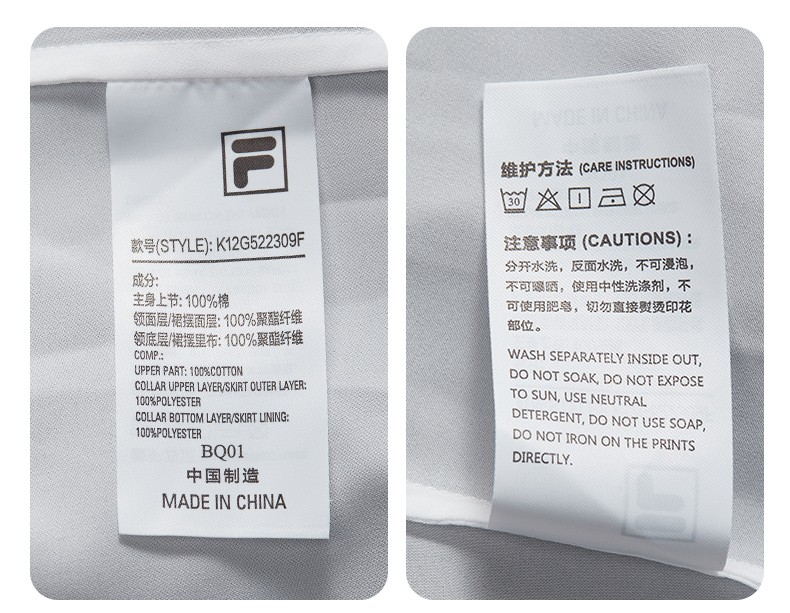 F
款号(STYLE): K12G522309F
成分:
主身上节: 100%棉
领面层/裙摆面层: 100%聚酯纤维
领底层/裙摆里布: 100%聚酯纤维
COMP.:
UPPER PART: 100%COTTON
COLLAR UPPER LAYER/SKIRT OUTER LAYER:
100%POLYESTER
COLLAR BOTTOM LAYER/SKIRT LINING:
100%POLYESTER
BQ01
中国制造
MADE IN CHINA
MADE IN CHINA
中国制造
维护方法 (CARE INSTRUCTIONS)
30
注意事项 (CAUTIONS) :
分开水洗，反面水洗，不可浸泡，
不可曝晒，使用中性洗涤剂，不
可使用肥皂，切勿直接熨烫印花
部位。
WASH SEPARATELY INSIDE OUT,
DO NOT SOAK, DO NOT EXPOSE
TO SUN, USE NEUTRAL
DETERGENT, DO NOT USE SOAP,
DO NOT IRON ON THE PRINTS
DIRECTLY.